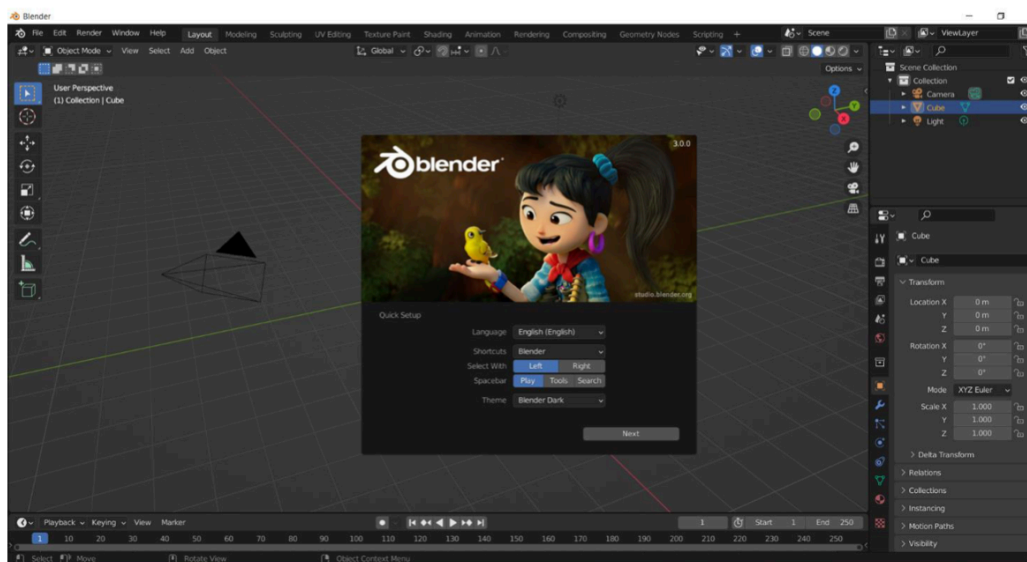 Blender
File Edit Render Window Help Layout Modeling Sculpting UV Editing Texture Paint Shading Animation Rendering Compositing Geometry Nodes Scripting + Scene ViewLayer
Object Mode View Select Add Object Global
Options
User Perspective
(1) Collection | Cube
Scene Collection
Collection
Camera
Cube
Light
Z
Y
X
blender
3.0.0
studio.blender.org
Quick Setup
Language English (English)
Shortcuts Blender
Select With Left Right
Spacebar Play Tools Search
Theme Blender Dark
Next
Cube
Cube
Transform
Location X 0 m
Y 0 m
Z 0 m
Rotation X 0°
Y 0°
Z 0°
Mode XYZ Euler
Scale X 1.000
Y 1.000
Z 1.000
Delta Transform
Relations
Collections
Instancing
Motion Paths
Visibility
Playback Keying View Marker 1 Start 1 End 250
1 10 20 30 40 50 60 70 80 90 100 110 120 130 140 150 160 170 180 190 200 210 220 230 240 250
Select Move Rotate View Object Context Menu